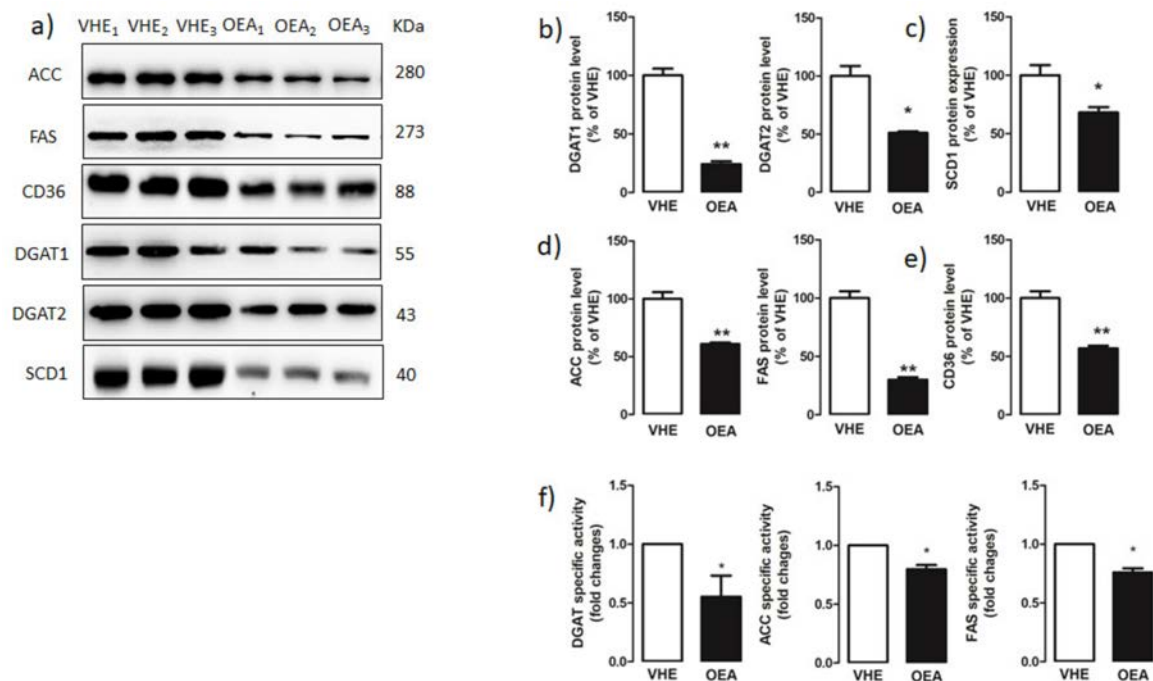 a)
VHE1 VHE2 VHE3 OEA1 OEA2 OEA3 KDa
ACC 280
FAS 273
CD36 88
DGAT1 55
DGAT2 43
SCD1 40
b)
DGAT1 protein level
(% of VHE)
150
100
50
0
VHE OEA
**
DGAT2 protein level
(% of VHE)
150
100
50
0
VHE OEA
*
c)
SCD1 protein expression
(% of VHE)
150
100
50
0
VHE OEA
*
d)
ACC protein level
(% of VHE)
150
100
50
0
VHE OEA
**
FAS protein level
(% of VHE)
150
100
50
0
VHE OEA
**
e)
CD36 protein level
(% of VHE)
150
100
50
0
VHE OEA
**
f)
DGAT specific activity
(fold changes)
1.5
1.0
0.5
0.0
VHE OEA
*
ACC specific activity
(fold chages)
1.5
1.0
0.5
0.0
VHE OEA
*
FAS specific activity
(fold chages)
1.5
1.0
0.5
0.0
VHE OEA
*